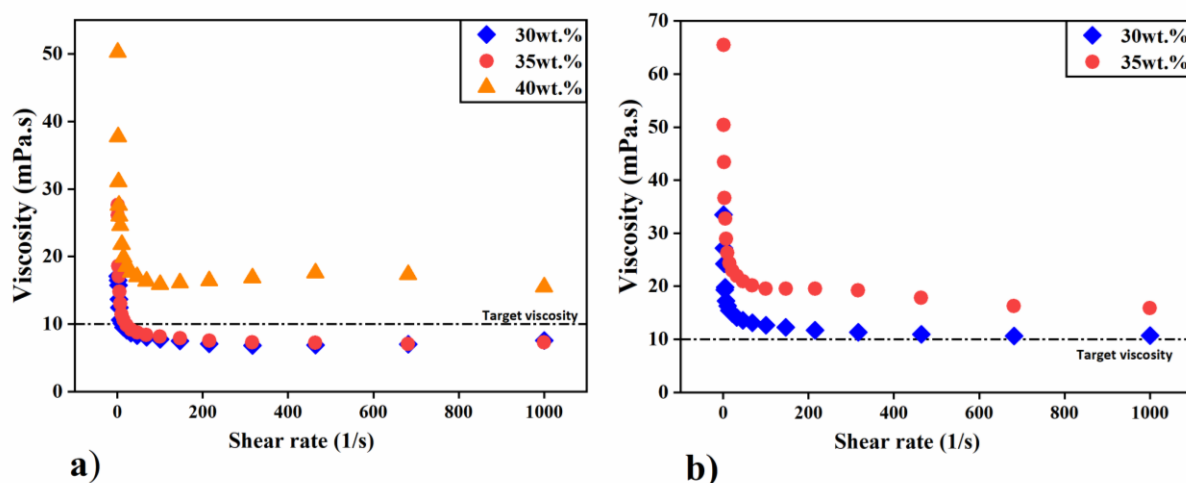 50
40
30
20
10
0
Viscosity (mPa.s)
30wt.%
35wt.%
40wt.%
Target viscosity
0 200 400 600 800 1000
Shear rate (1/s)
a)
70
60
50
40
30
20
10
0
Viscosity (mPa.s)
30wt.%
35wt.%
Target viscosity
0 200 400 600 800 1000
Shear rate (1/s)
b)